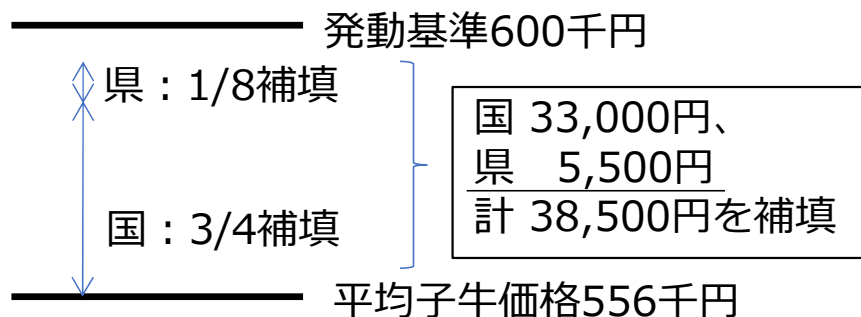 発動基準600千円
県：1/8補填
国：3/4補填
国 33,000円、
県　5,500円
計 38,500円を補填
平均子牛価格556千円